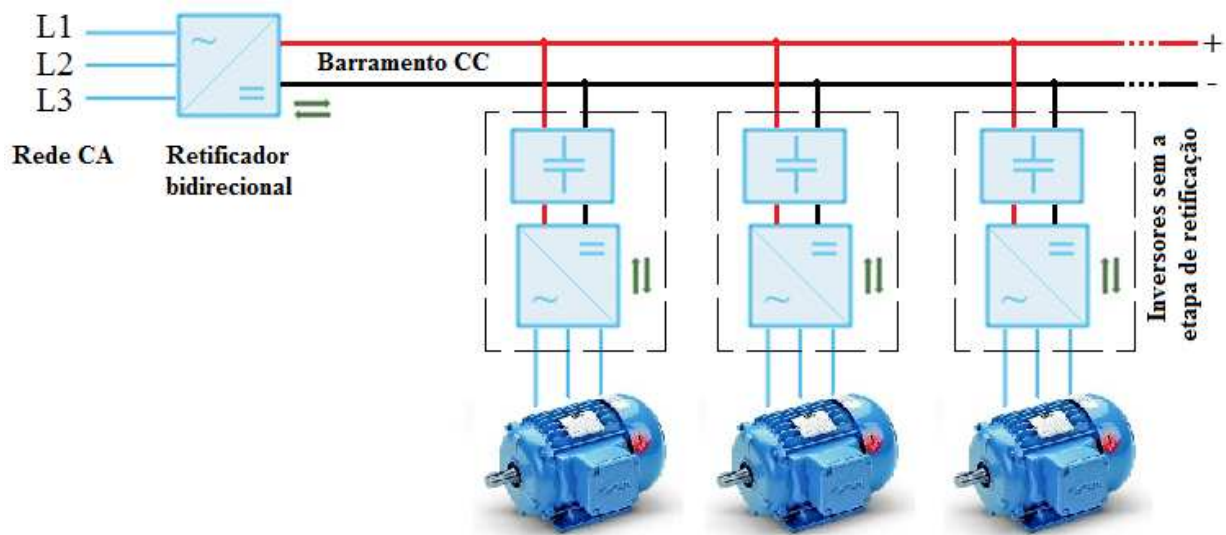 L1
L2
L3
Rede CA
Retificador
bidirecional
Barramento CC
+
-
Inversores sem a
etapa de retificação